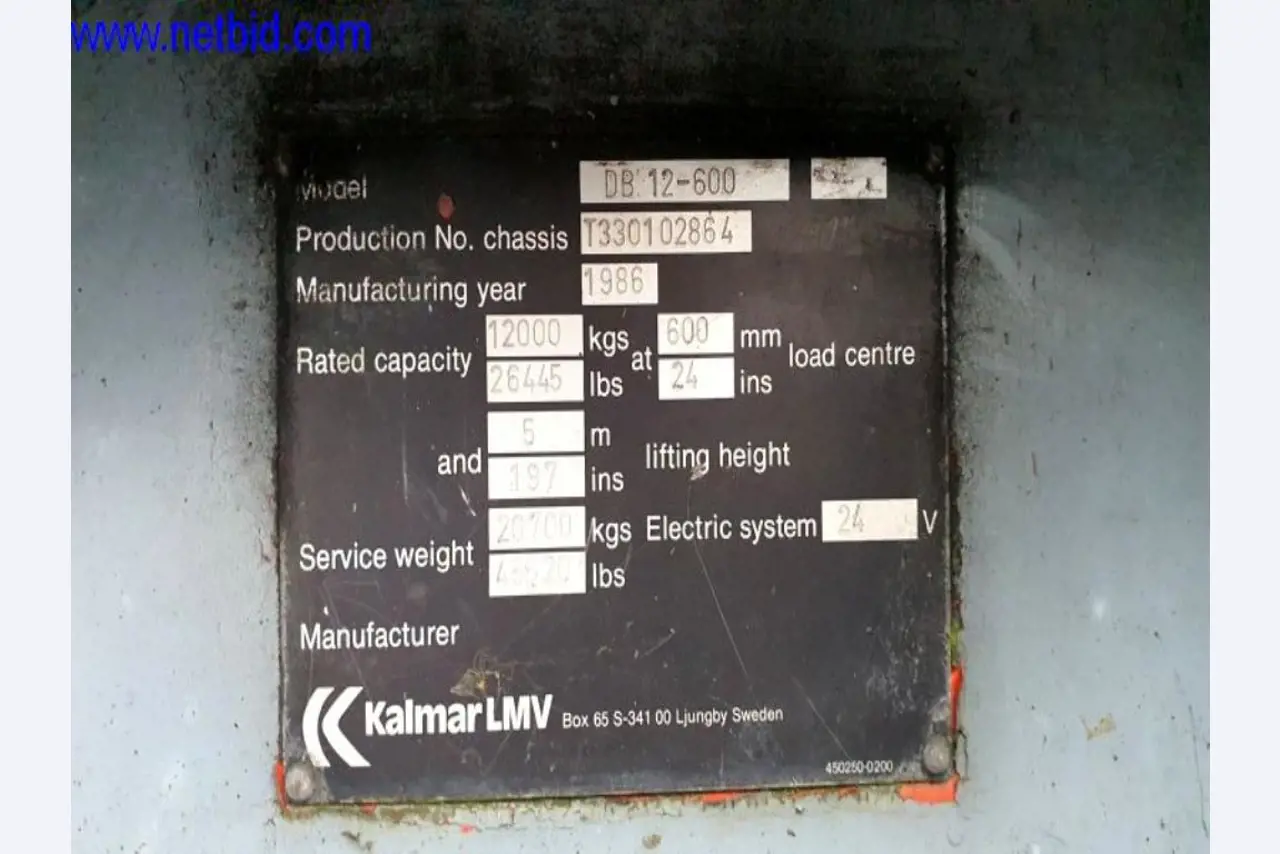 www.netbid.com
Model DB. 12-600
Production No. chassis T330102864
Manufacturing year 1986
Rated capacity 12000 kgs at 600 mm load centre
26445 lbs 24 ins
and 5 m lifting height
197 ins
Service weight 20700 kgs Electric system 24 V
lbs
Manufacturer
Kalmar LMV Box 65 S-341 00 Ljungby Sweden
450250-0200